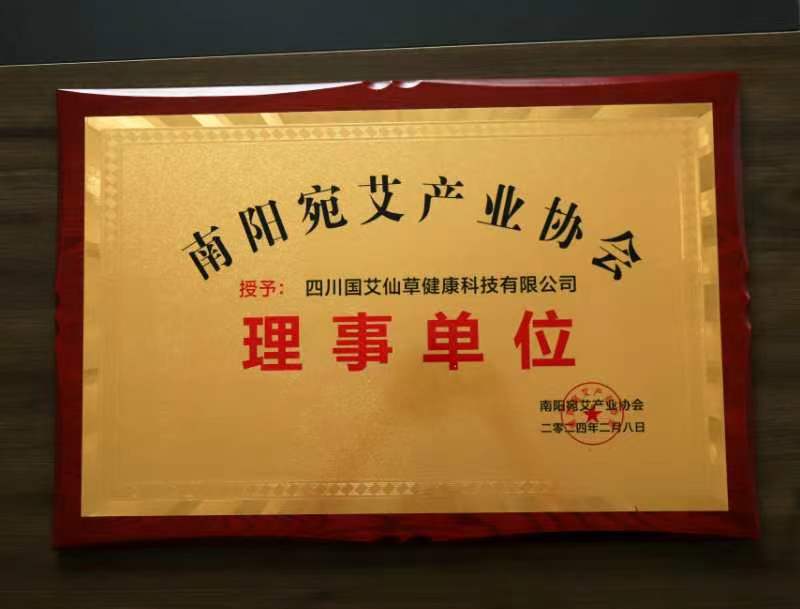 南阳宛艾产业协会
授予： 四川国艾仙草健康科技有限公司
理事单位
南阳宛艾产业协会
二零二四年二月八日